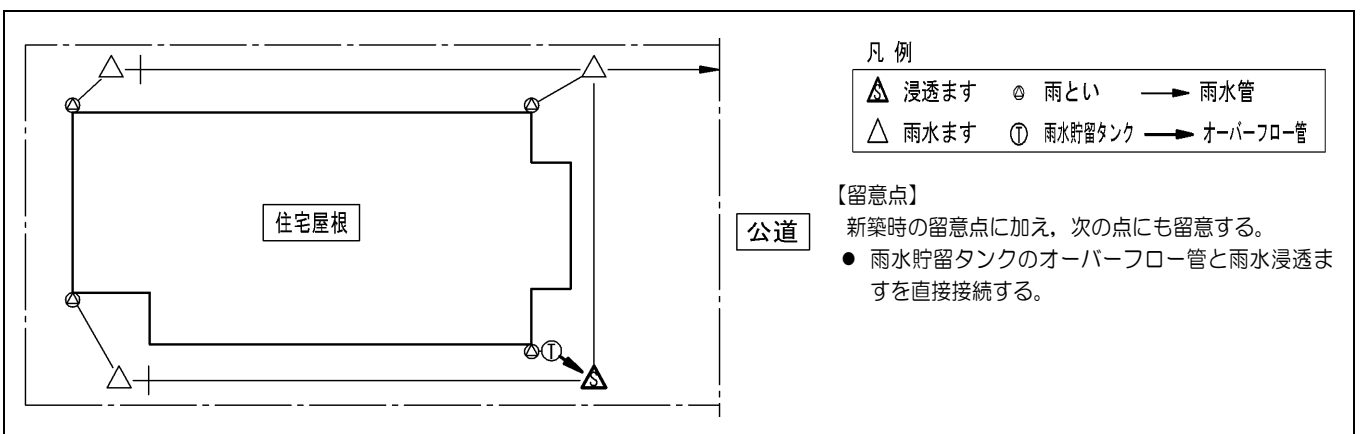 住宅屋根
公道
T
S
凡 例
S 浸透ます 雨とい 雨水管
雨水ます T 雨水貯留タンク オーバーフロー管
【留意点】
新築時の留意点に加え，次の点にも留意する。
● 雨水貯留タンクのオーバーフロー管と雨水浸透ま
すを直接接続する。